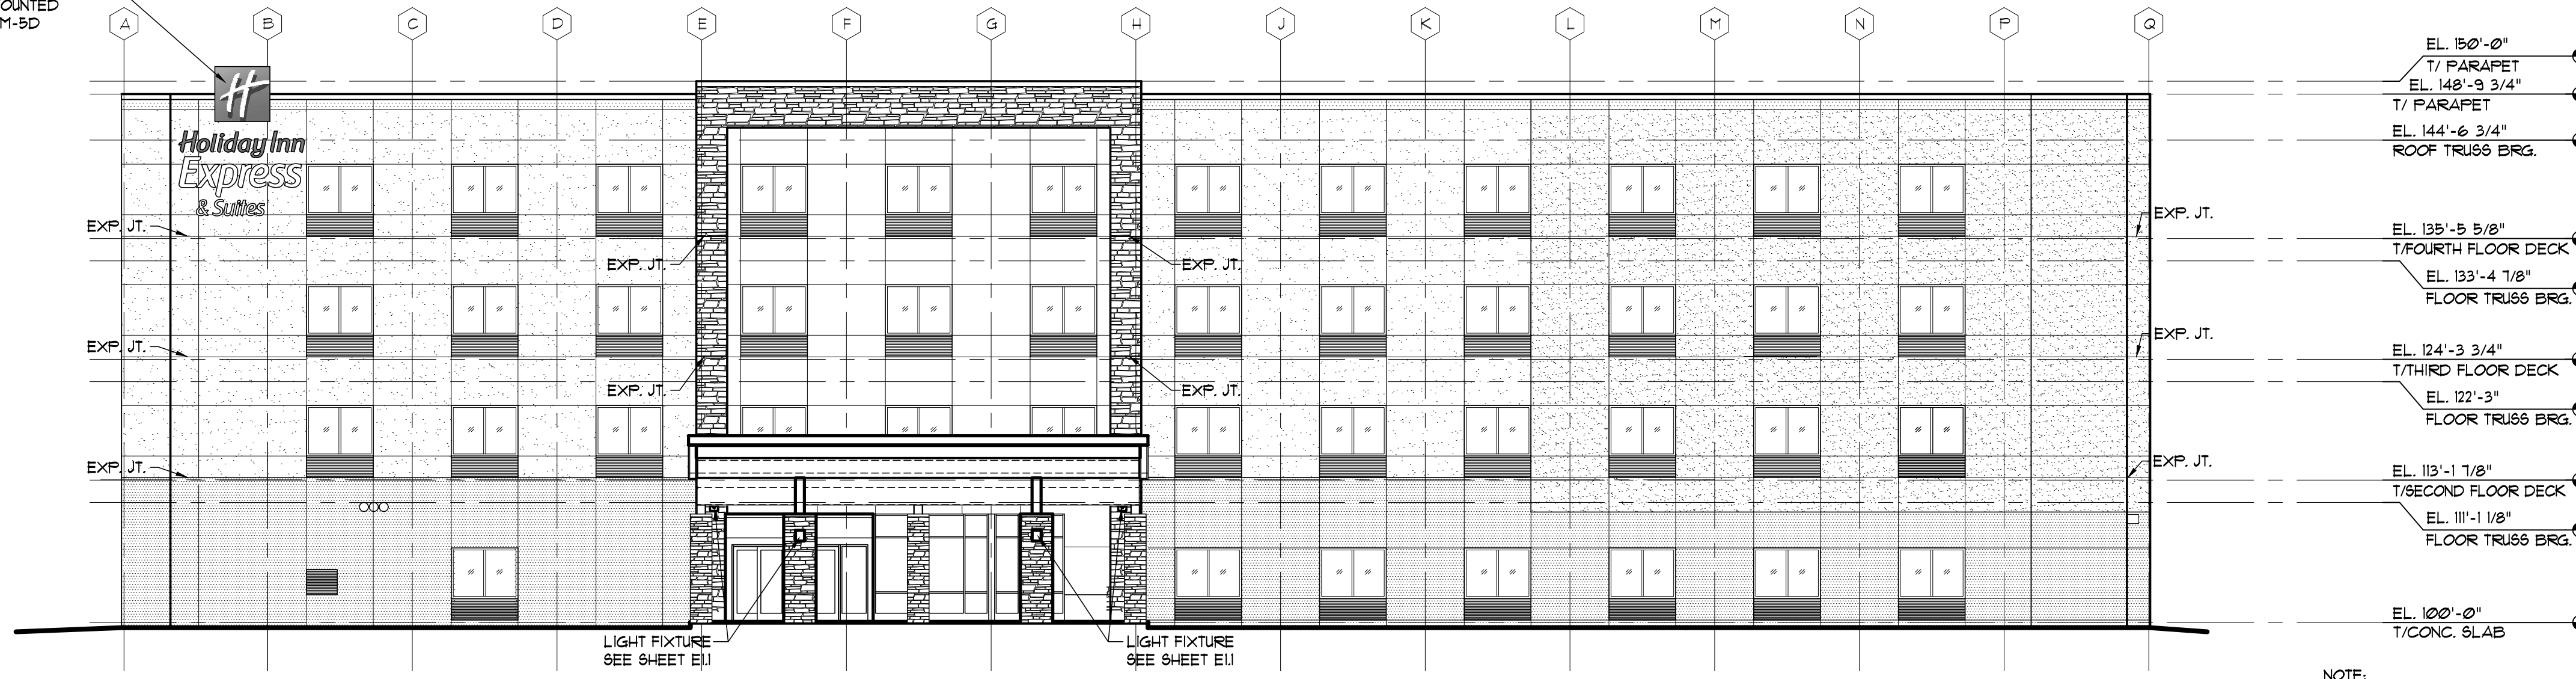 OUNTED
M-5D
A B C D E F G H J K L M N P Q
EL. 150'-0"
T/ PARAPET
EL. 148'-9 3/4"
T/ PARAPET
EL. 144'-6 3/4"
ROOF TRUSS BRG.
H
Holiday Inn
Express
& Suites
EXP. JT.
EXP. JT.
EXP. JT.
EXP. JT.
EXP. JT.
EXP. JT.
EXP. JT.
EXP. JT.
EXP. JT.
EXP. JT.
EL. 135'-5 5/8"
T/FOURTH FLOOR DECK
EL. 133'-4 7/8"
FLOOR TRUSS BRG.
EL. 124'-3 3/4"
T/THIRD FLOOR DECK
EL. 122'-3"
FLOOR TRUSS BRG.
EL. 113'-1 7/8"
T/SECOND FLOOR DECK
EL. 111'-1 1/8"
FLOOR TRUSS BRG.
EL. 100'-0"
T/CONC. SLAB
LIGHT FIXTURE
SEE SHEET E1.1
LIGHT FIXTURE
SEE SHEET E1.1
NOTE: